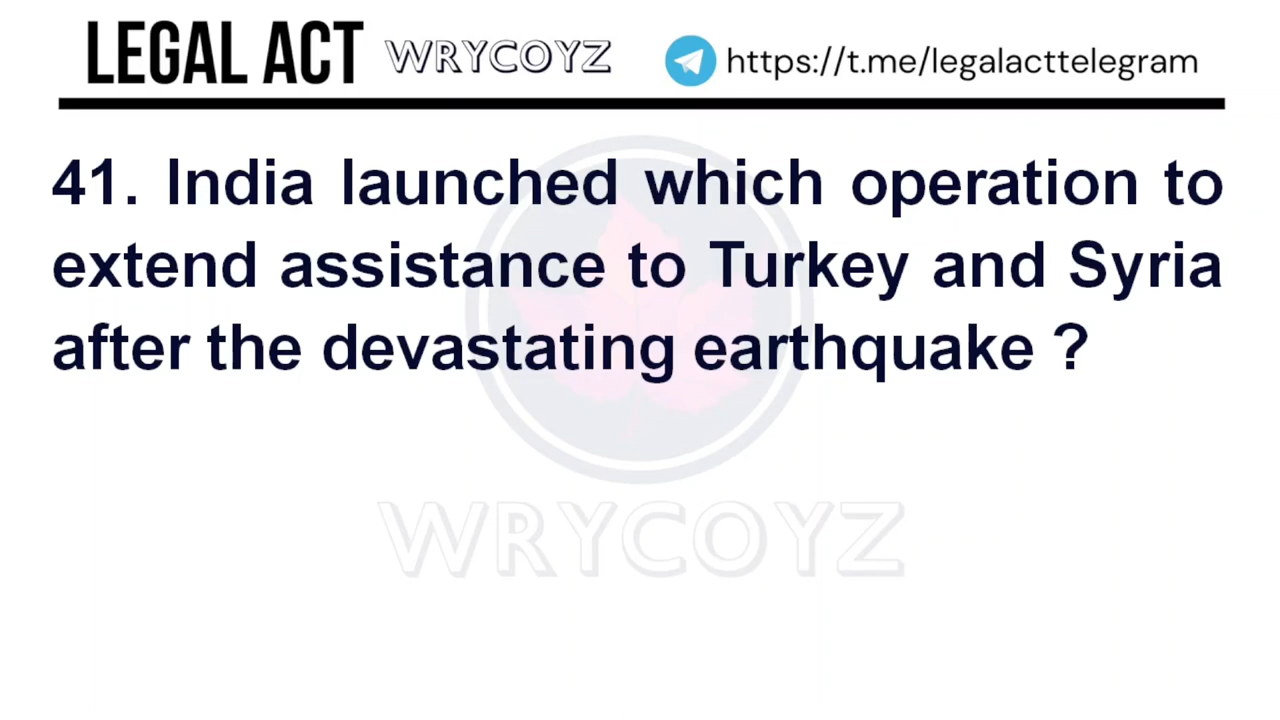 LEGAL ACT WRYCOYZ https://t.me/legalacttelegram
41. India launched which operation to
extend assistance to Turkey and Syria
after the devastating earthquake ?
WRYCOYZ